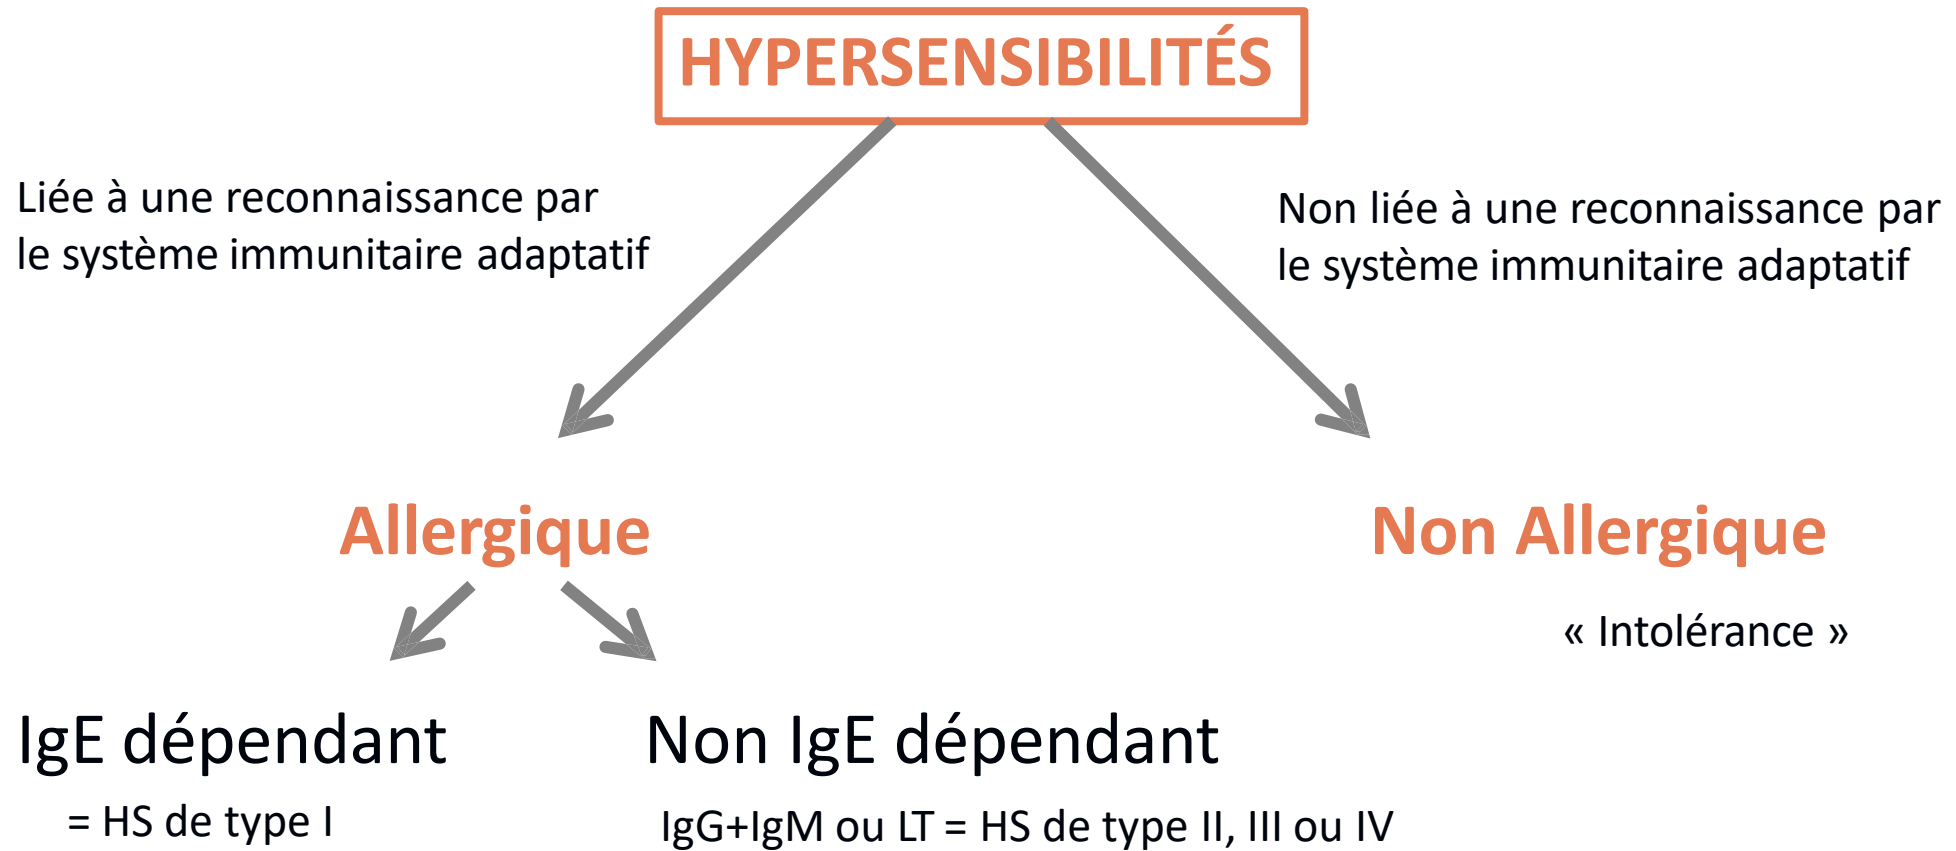 HYPERSENSIBILITÉS
Liée à une reconnaissance par
le système immunitaire adaptatif
Non liée à une reconnaissance par
le système immunitaire adaptatif
Allergique
Non Allergique
« Intolérance »
IgE dépendant
= HS de type I
Non IgE dépendant
IgG+IgM ou LT = HS de type II, III ou IV